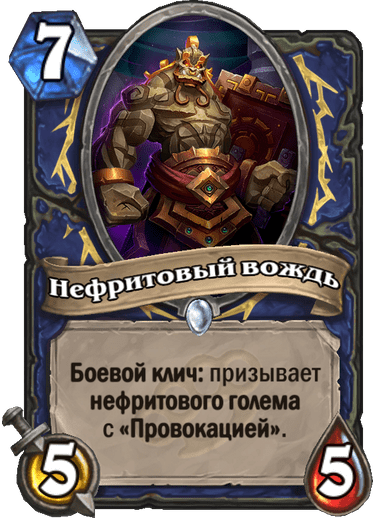 7
Нефритовый вождь
Боевой клич: призывает
нефритового голема
с «Провокацией».
5
5